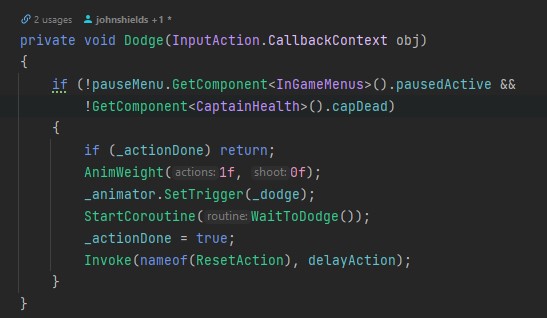 2 usages johnshields +1 *
private void Dodge(InputAction.CallbackContext obj)
{
if (!pauseMenu.GetComponent<InGameMenus>().pausedActive &&
!GetComponent<CaptainHealth>().capDead)
{
if (_actionDone) return;
AnimWeight( actions: 1f, shoot: 0f);
_animator.SetTrigger(_dodge);
StartCoroutine( routine: WaitToDodge());
_actionDone = true;
Invoke(nameof(ResetAction), delayAction);
}
}